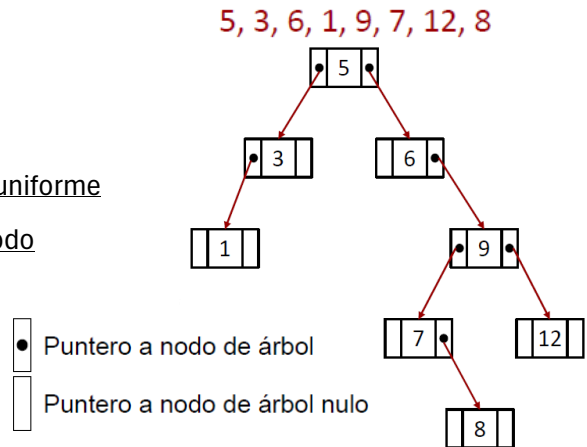 5, 3, 6, 1, 9, 7, 12, 8
5
3 6
uniforme
1 9
odo
7 12
Puntero a nodo de árbol
Puntero a nodo de árbol nulo
8